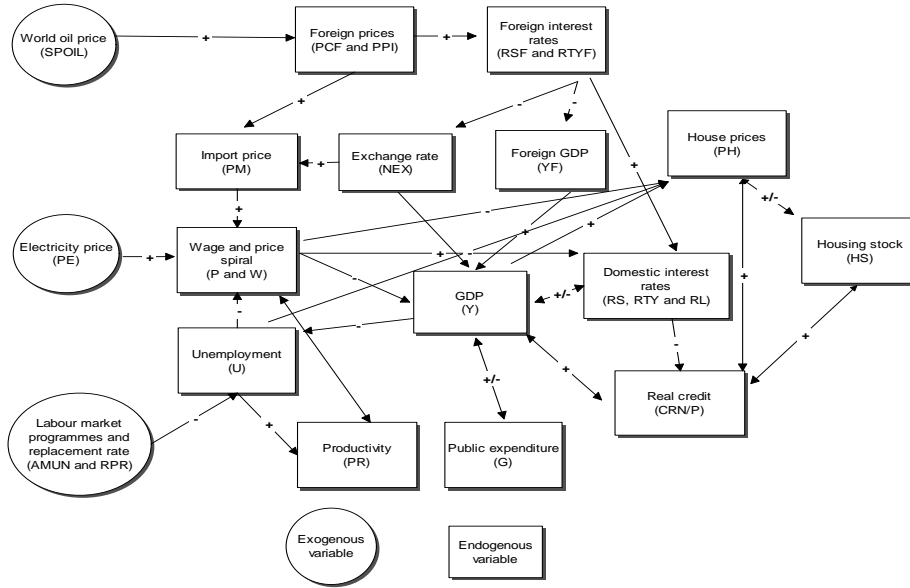 World oil price
(SPOIL)
+
Foreign prices
(PCF and PPI)
+
Foreign interest
rates
(RSF and RTYF)
+
-
-
House prices
(PH)
Import price
(PM)
+
Exchange rate
(NEX)
Foreign GDP
(YF)
+
+/-
+
-
Electricity price
(PE)
+
Wage and price
spiral
(P and W)
+
+
-
Housing stock
(HS)
Domestic interest
rates
(RS, RTY and RL)
-
GDP
(Y)
+/-
-
-
Unemployment
(U)
-
+
+
+
+/-
Real credit
(CRN/P)
Labour market
programmes and
replacement rate
(AMUN and RPR)
-
+
Productivity
(PR)
Public expenditure
(G)
Exogenous
variable
Endogenous
variable